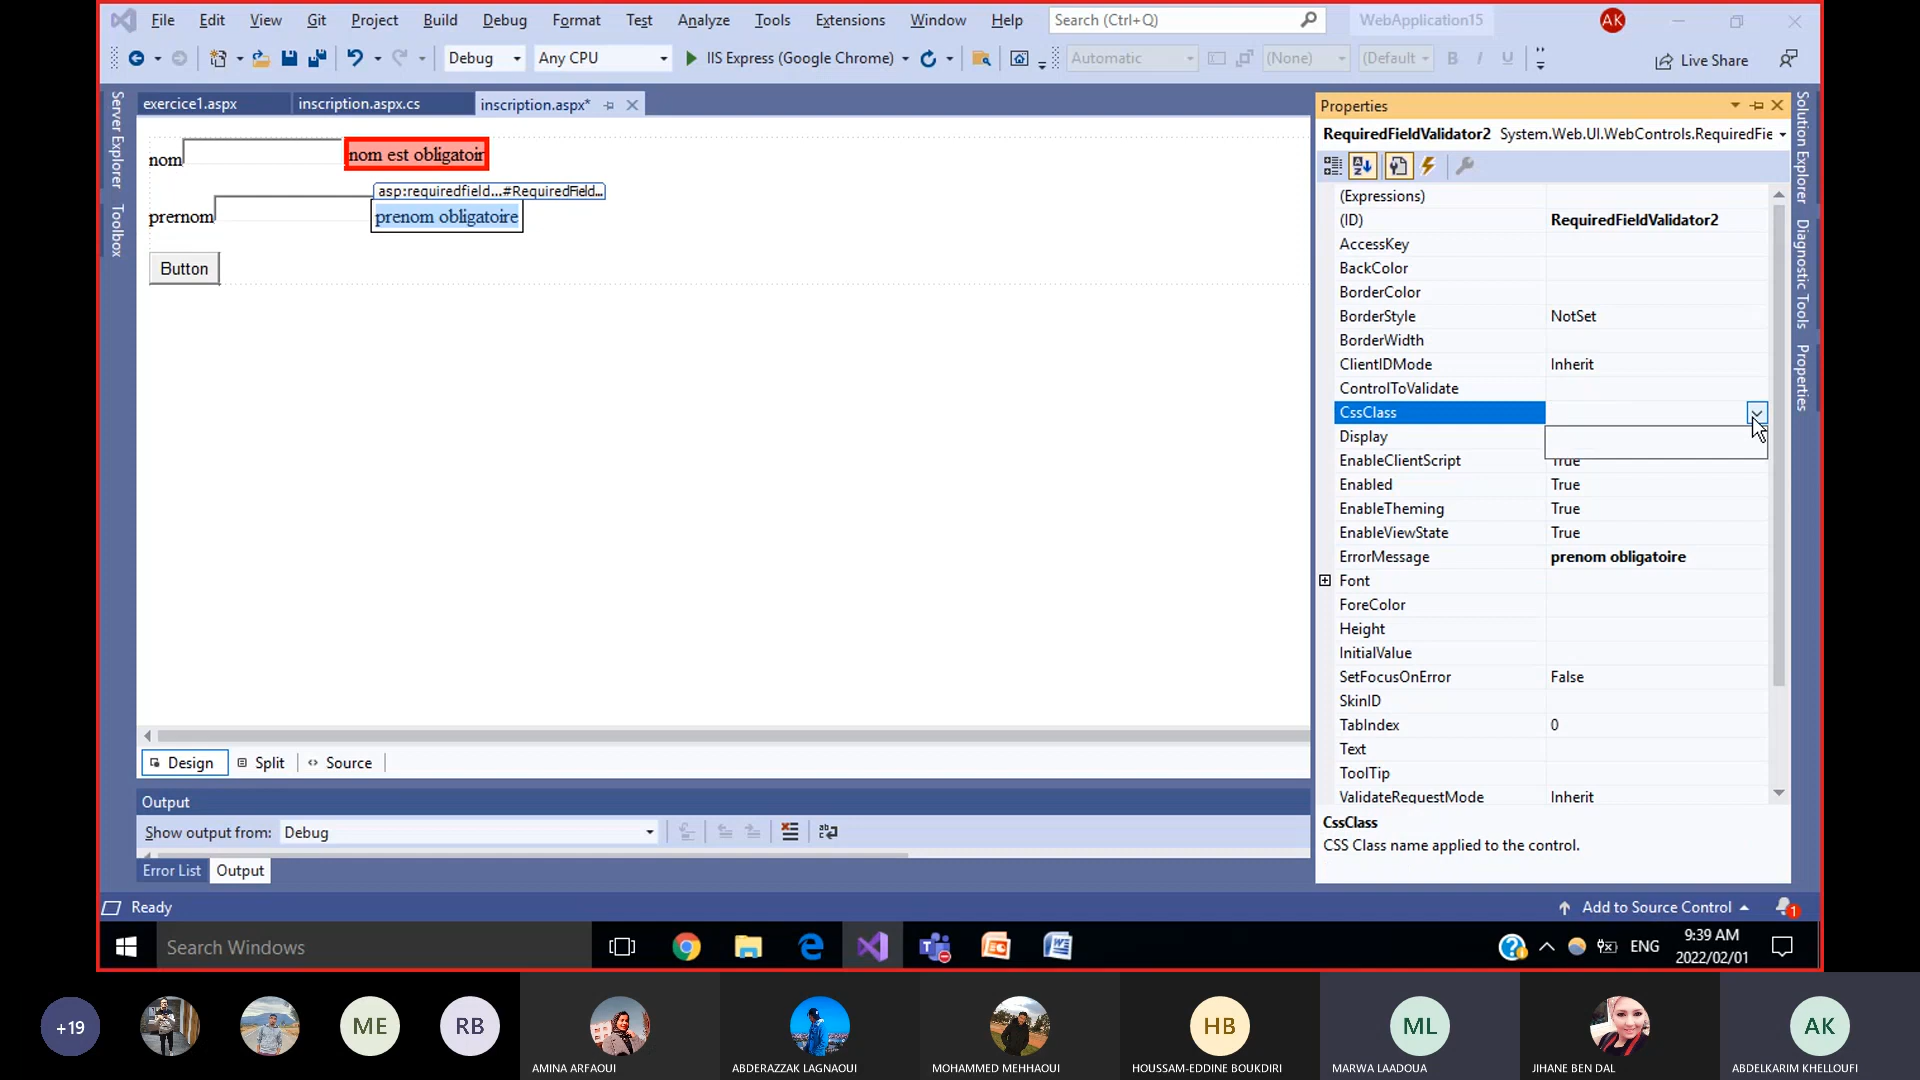 File Edit View Git Project Build Debug Format Test Analyze Tools Extensions Window Help Search (Ctrl+Q) WebApplication15 AK
Debug Any CPU IIS Express (Google Chrome) Automatic (None) (Default B I U Live Share
exercice1.aspx inscription.aspx.cs inscription.aspx*
Server Explorer
Toolbox
nom nom est obligatoir
asp:requiredfield...#RequiredField...
prernom prenom obligatoire
Button
Design Split Source
Output
Show output from: Debug
Error List Output
Properties
RequiredFieldValidator2 System.Web.UI.WebControls.RequiredFie
(Expressions)
(ID) RequiredFieldValidator2
AccessKey
BackColor
BorderColor
BorderStyle NotSet
BorderWidth
ClientIDMode Inherit
ControlToValidate
CssClass
Display
EnableClientScript True
Enabled True
EnableTheming True
EnableViewState True
ErrorMessage prenom obligatoire
Font
ForeColor
Height
InitialValue
SetFocusOnError False
SkinID
TabIndex 0
Text
ToolTip
ValidateRequestMode Inherit
CssClass
CSS Class name applied to the control.
Solution Explorer
Diagnostic Tools
Properties
Ready Add to Source Control 1
Search Windows ENG 9:39 AM
2022/02/01
+19 ME RB HB ML AK
AMINA ARFAOUI ABDERAZZAK LAGNAOUI MOHAMMED MEHHAOUI HOUSSAM-EDDINE BOUKDIRI MARWA LAADOUA JIHANE BEN DAL ABDELKARIM KHELLOUFI